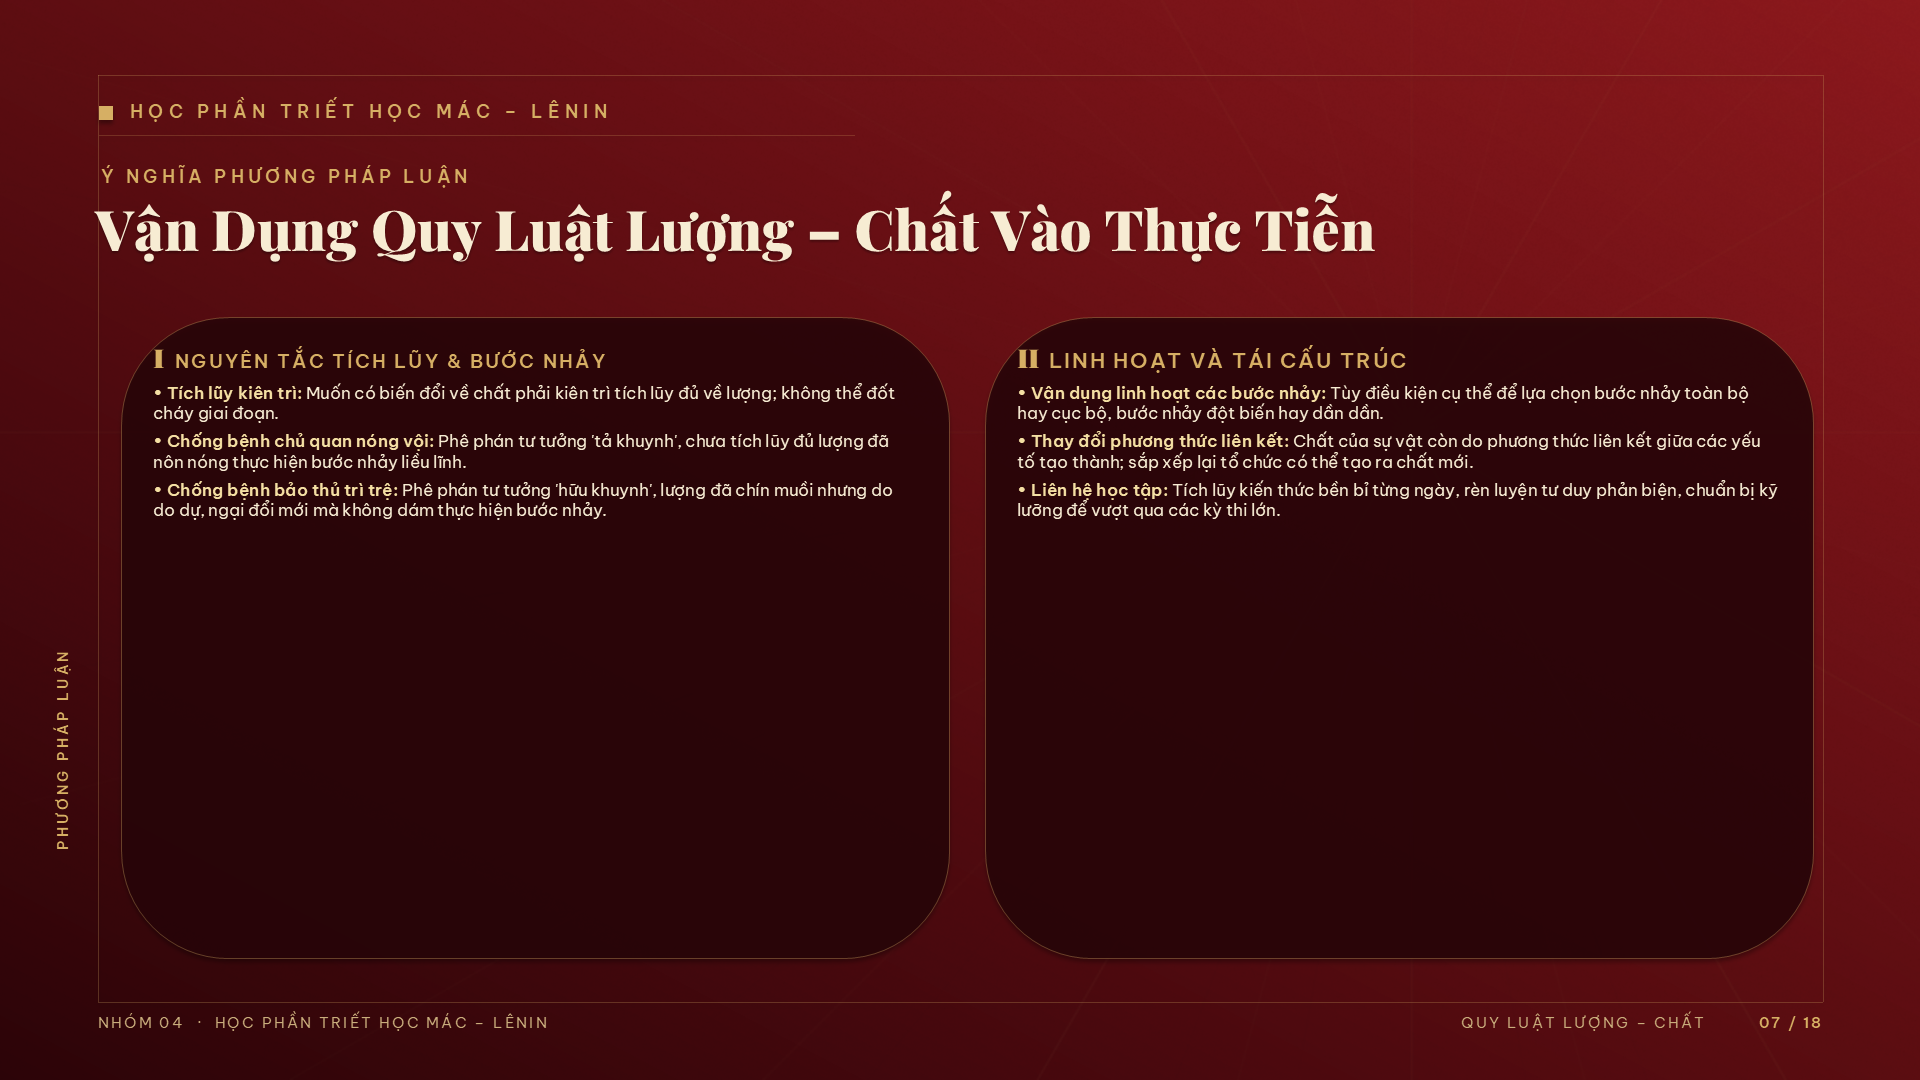 HỌC PHẦN TRIẾT HỌC MÁC – LÊNIN
Ý NGHĨA PHƯƠNG PHÁP LUẬN
Vận Dụng Quy Luật Lượng – Chất Vào Thực Tiễn
I NGUYÊN TẮC TÍCH LŨY & BƯỚC NHẢY
• Tích lũy kiên trì: Muốn có biến đổi về chất phải kiên trì tích lũy đủ về lượng; không thể đốt
cháy giai đoạn.
• Chống bệnh chủ quan nóng vội: Phê phán tư tưởng 'tả khuynh', chưa tích lũy đủ lượng đã
nôn nóng thực hiện bước nhảy liều lĩnh.
• Chống bệnh bảo thủ trì trệ: Phê phán tư tưởng 'hữu khuynh', lượng đã chín muồi nhưng do
do dự, ngại đổi mới mà không dám thực hiện bước nhảy.
II LINH HOẠT VÀ TÁI CẤU TRÚC
• Vận dụng linh hoạt các bước nhảy: Tùy điều kiện cụ thể để lựa chọn bước nhảy toàn bộ
hay cục bộ, bước nhảy đột biến hay dần dần.
• Thay đổi phương thức liên kết: Chất của sự vật còn do phương thức liên kết giữa các yếu
tố tạo thành; sắp xếp lại tổ chức có thể tạo ra chất mới.
• Liên hệ học tập: Tích lũy kiến thức bền bỉ từng ngày, rèn luyện tư duy phản biện, chuẩn bị kỹ
lưỡng để vượt qua các kỳ thi lớn.
PHƯƠNG PHÁP LUẬN
NHÓM 04 · HỌC PHẦN TRIẾT HỌC MÁC – LÊNIN
QUY LUẬT LƯỢNG – CHẤT 07 / 18